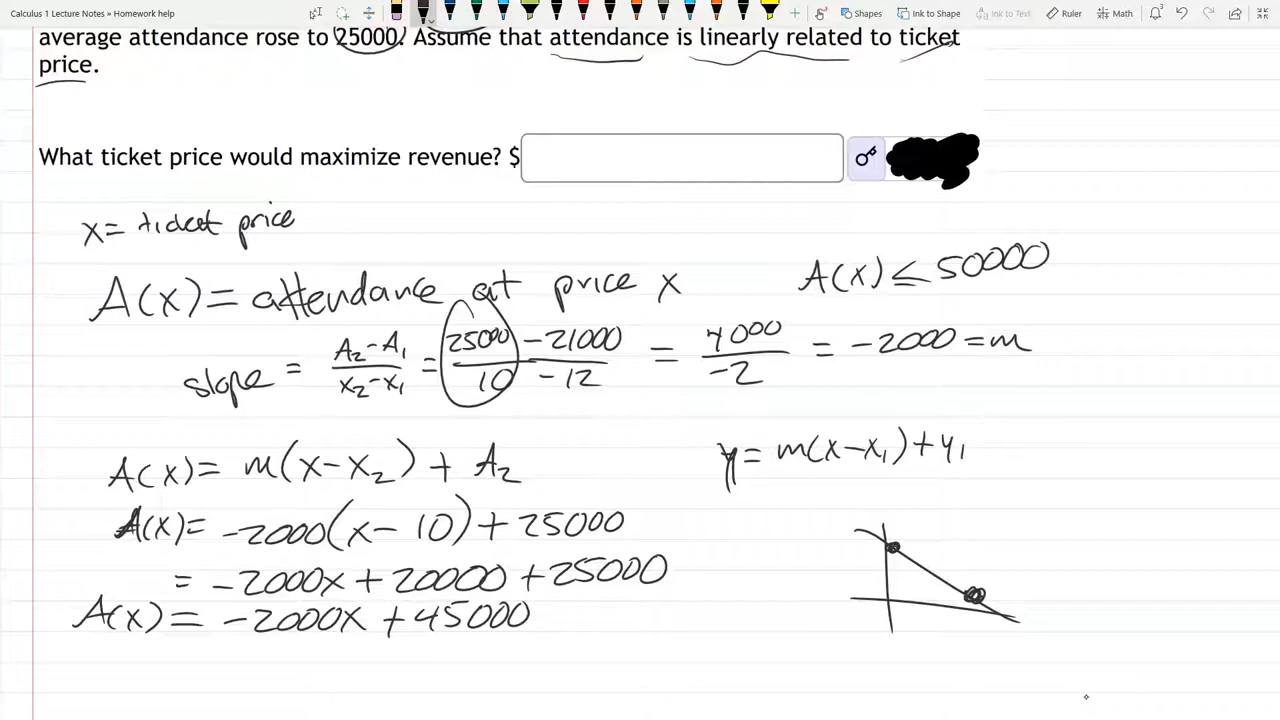 Calculus 1 Lecture Notes » Homework help
Shapes Ink to Shape Ink to Text Ruler Math
average attendance rose to 25000. Assume that attendance is linearly related to ticket
price.
What ticket price would maximize revenue? $
x = ticket price
A(x) = attendance at price x A(x) ≤ 50000
slope = A₂-A₁/x₂-x₁ = 25000-21000/10-12 = 4000/-2 = -2000 = m
A(x) = m(x-x₂) + A₂ y = m(x-x₁)+y₁
A(x) = -2000(x-10)+25000
= -2000x+20000+25000
A(x) = -2000x+45000